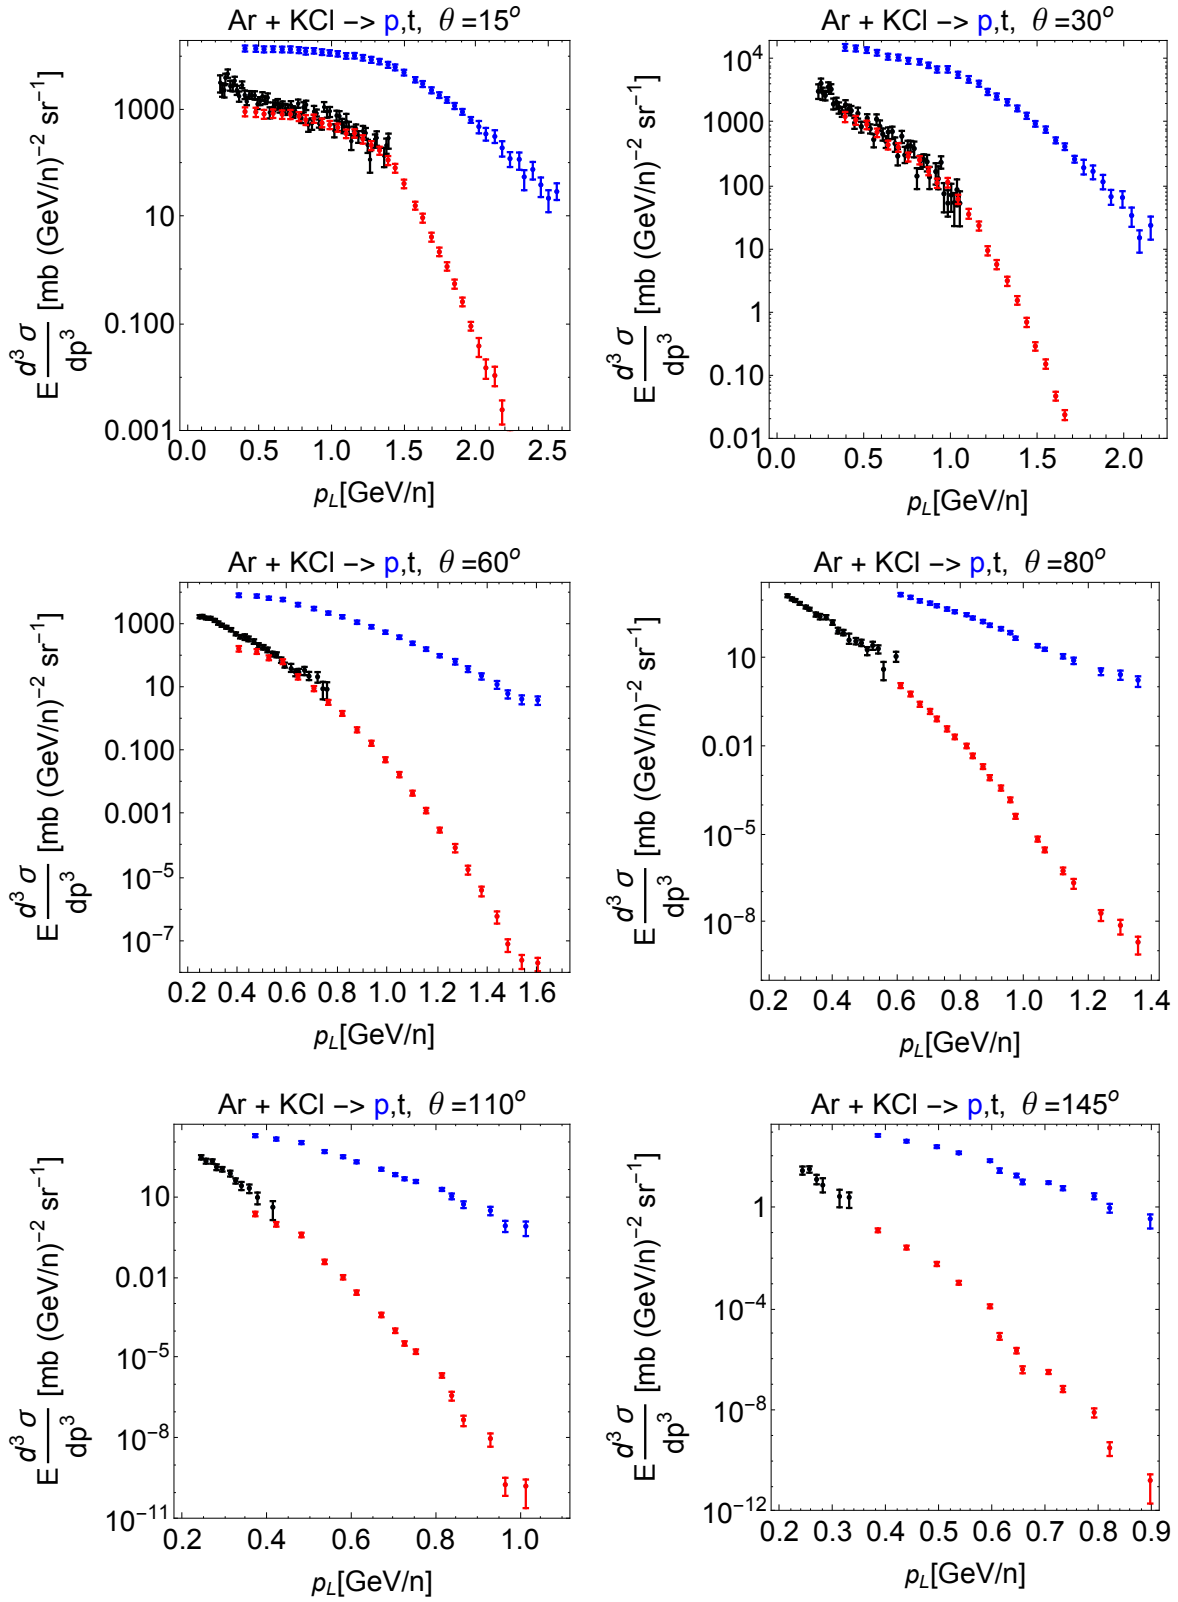 Ar + KCl -> p,t, θ =15°
E d³ σ / dp³ [mb (GeV/n)⁻² sr⁻¹]
1000
10
0.100
0.001
0.0 0.5 1.0 1.5 2.0 2.5
p_L[GeV/n]
Ar + KCl -> p,t, θ =30°
E d³ σ / dp³ [mb (GeV/n)⁻² sr⁻¹]
10⁴
1000
100
10
1
0.10
0.01
0.0 0.5 1.0 1.5 2.0
p_L[GeV/n]
Ar + KCl -> p,t, θ =60°
E d³ σ / dp³ [mb (GeV/n)⁻² sr⁻¹]
1000
10
0.100
0.001
10⁻⁵
10⁻⁷
0.2 0.4 0.6 0.8 1.0 1.2 1.4 1.6
p_L[GeV/n]
Ar + KCl -> p,t, θ =80°
E d³ σ / dp³ [mb (GeV/n)⁻² sr⁻¹]
10
0.01
10⁻⁵
10⁻⁸
0.2 0.4 0.6 0.8 1.0 1.2 1.4
p_L[GeV/n]
Ar + KCl -> p,t, θ =110°
E d³ σ / dp³ [mb (GeV/n)⁻² sr⁻¹]
10
0.01
10⁻⁵
10⁻⁸
10⁻¹¹
0.2 0.4 0.6 0.8 1.0
p_L[GeV/n]
Ar + KCl -> p,t, θ =145°
E d³ σ / dp³ [mb (GeV/n)⁻² sr⁻¹]
1
10⁻⁴
10⁻⁸
10⁻¹²
0.2 0.3 0.4 0.5 0.6 0.7 0.8 0.9
p_L[GeV/n]